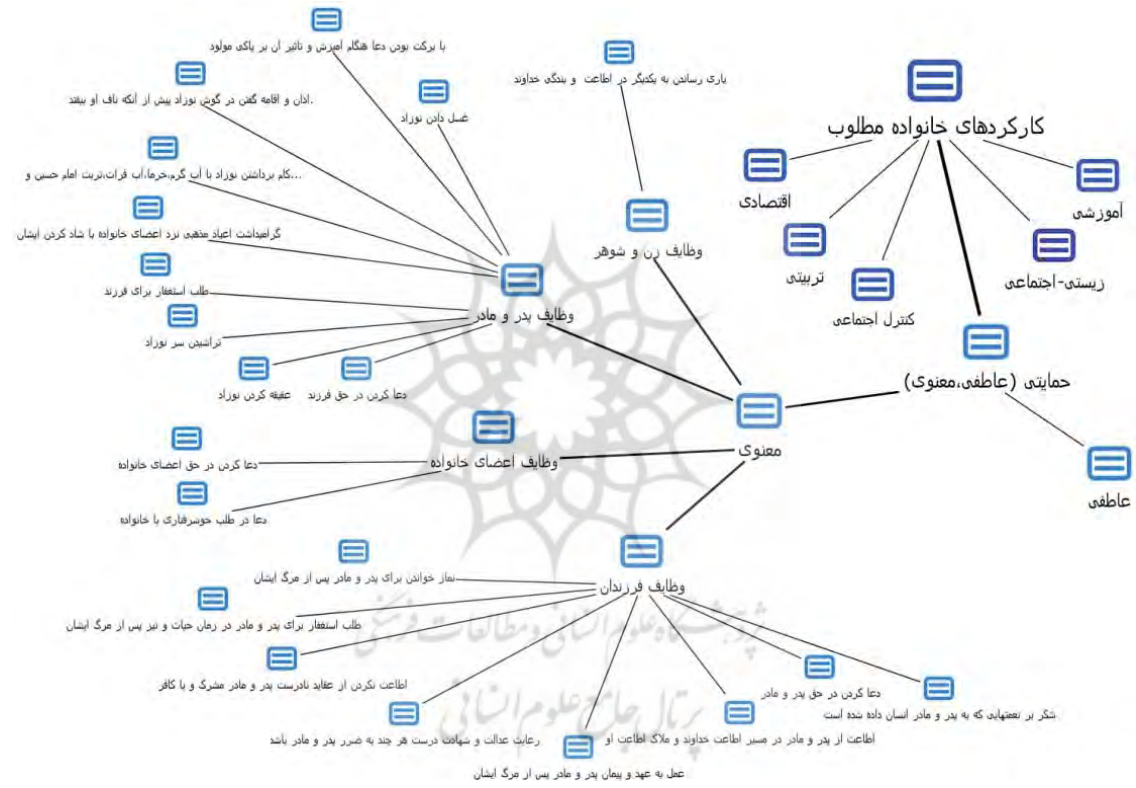 کارکردهای خانواده مطلوب
آموزشی
زیستی-اجتماعی
کنترل اجتماعی
تربیتی
اقتصادی
حمایتی (عاطفی،معنوی)
عاطفی
معنوی
وظایف زن و شوهر
یاری رساندن به یکدیگر در اطاعت و بندگی خداوند
وظایف پدر و مادر
غسل دادن نوزاد
با برکت بودن دعا هنگام آمیزش و تاثیر آن بر پاکی مولود
اذان و اقامه گفتن در گوش نوزاد پیش از آنکه ناف او بیفتد.
کام برداشتن نوزاد با آب گرم،خرما،آب فرات،تربت امام حسین و...
گرامیداشت اعیاد مذهبی نزد اعضای خانواده با شاد کردن ایشان
طلب استغفار برای فرزند
تراشیدن سر نوزاد
عقیقه کردن نوزاد
دعا کردن در حق فرزند
وظایف اعضای خانواده
دعا کردن در حق اعضای خانواده
دعا در طلب خوشرفتاری با خانواده
وظایف فرزندان
نماز خواندن برای پدر و مادر پس از مرگ ایشان
طلب استغفار برای پدر و مادر در زمان حیات و نیز پس از مرگ ایشان
اطاعت نکردن از عقاید نادرست پدر و مادر مشرک و یا کافر
رعایت عدالت و شهادت درست هر چند به ضرر پدر و مادر باشد
عمل به عهد و پیمان پدر و مادر پس از مرگ ایشان
اطاعت از پدر و مادر در مسیر اطاعت خداوند و ملاک اطاعت او
دعا کردن در حق پدر و مادر
شکر بر نعمتهایی که به پدر و مادر انسان داده شده است
پژوهشگاه علوم انسانی و مطالعات فرهنگی
پرتال جامع علوم انسانی